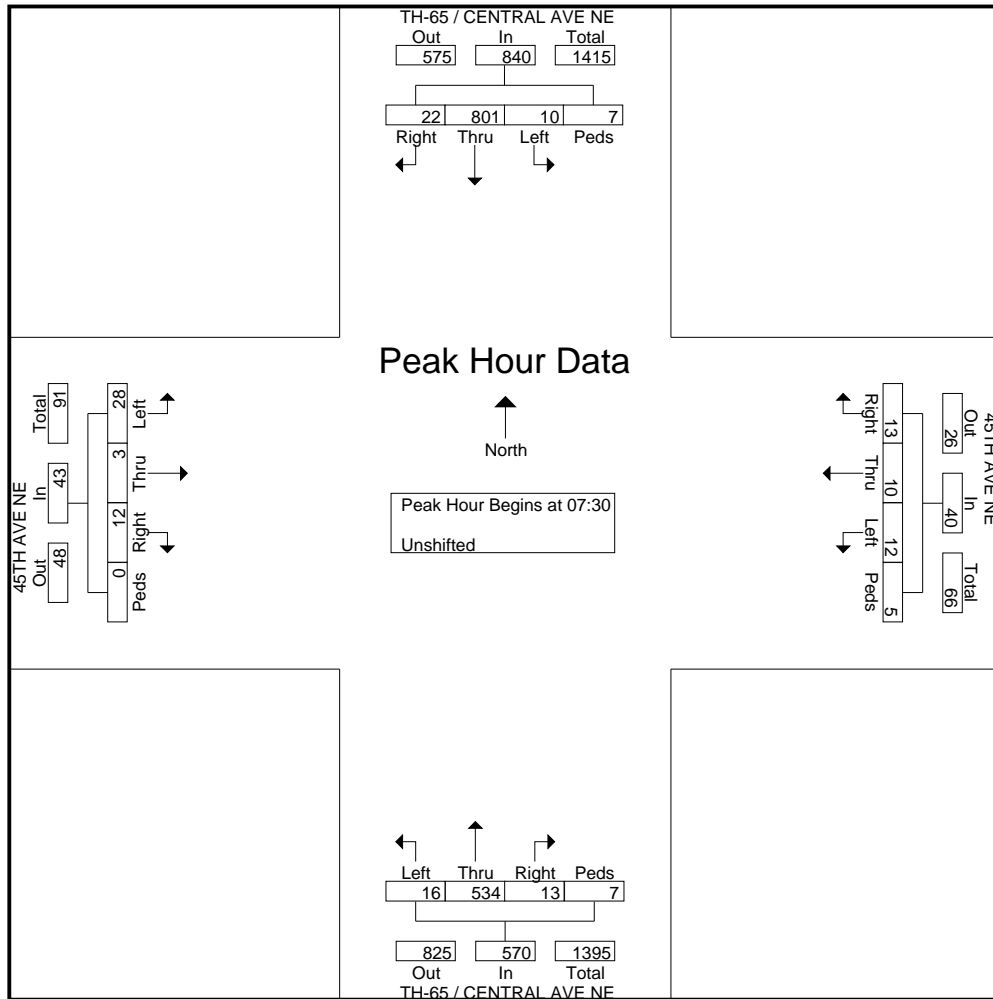 TH-65 / CENTRAL AVE NE
Out In Total
575 840 1415
22 801 10 7
Right Thru Left Peds
Peak Hour Data
North
Peak Hour Begins at 07:30
Unshifted
45TH AVE NE
Total In Out
91 43 48
28 3 12 0
Left Thru Right Peds
45TH AVE NE
Out In Total
26 40 66
13 10 12 5
Right Thru Left Peds
Left Thru Right Peds
16 534 13 7
825 570 1395
Out In Total
TH-65 / CENTRAL AVE NE